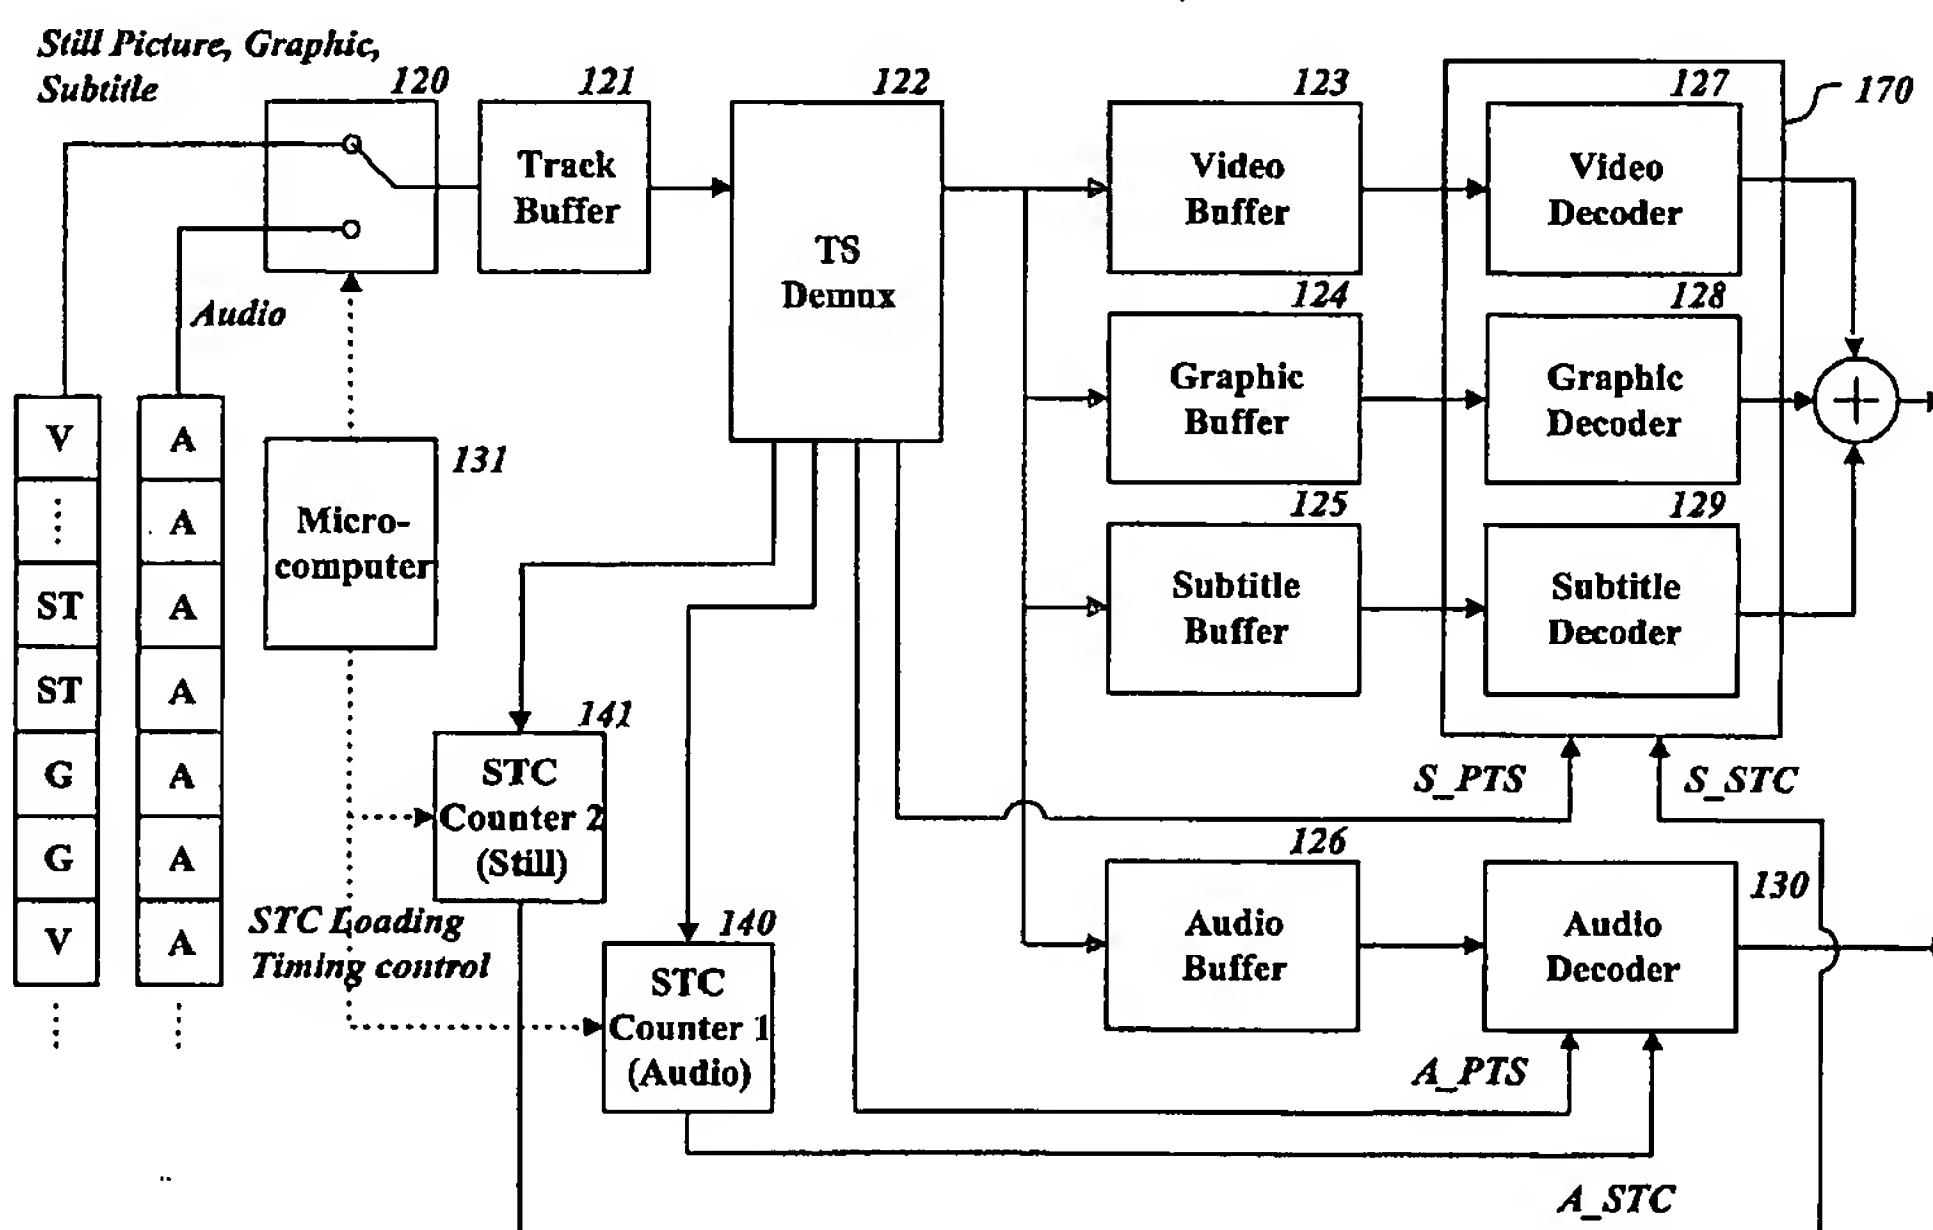 Still Picture, Graphic,
Subtitle
120
121
122
123
127
170
Track
Buffer
TS
Demux
Video
Buffer
Video
Decoder
Audio
124
128
Graphic
Buffer
Graphic
Decoder
V
A
131
Micro-
computer
A
125
129
ST
A
Subtitle
Buffer
Subtitle
Decoder
ST
A
141
STC
Counter 2
(Still)
G
A
S_PTS
S_STC
G
A
126
130
STC Loading
Timing control
V
A
140
STC
Counter 1
(Audio)
Audio
Buffer
Audio
Decoder
A_PTS
A_STC